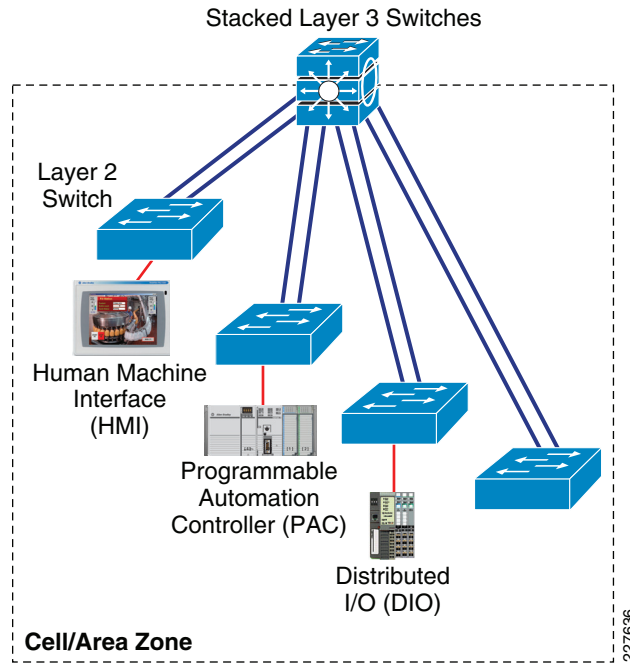 Stacked Layer 3 Switches
Layer 2
Switch
Human Machine
Interface
(HMI)
Programmable
Automation
Controller (PAC)
Distributed
I/O (DIO)
Cell/Area Zone
227636